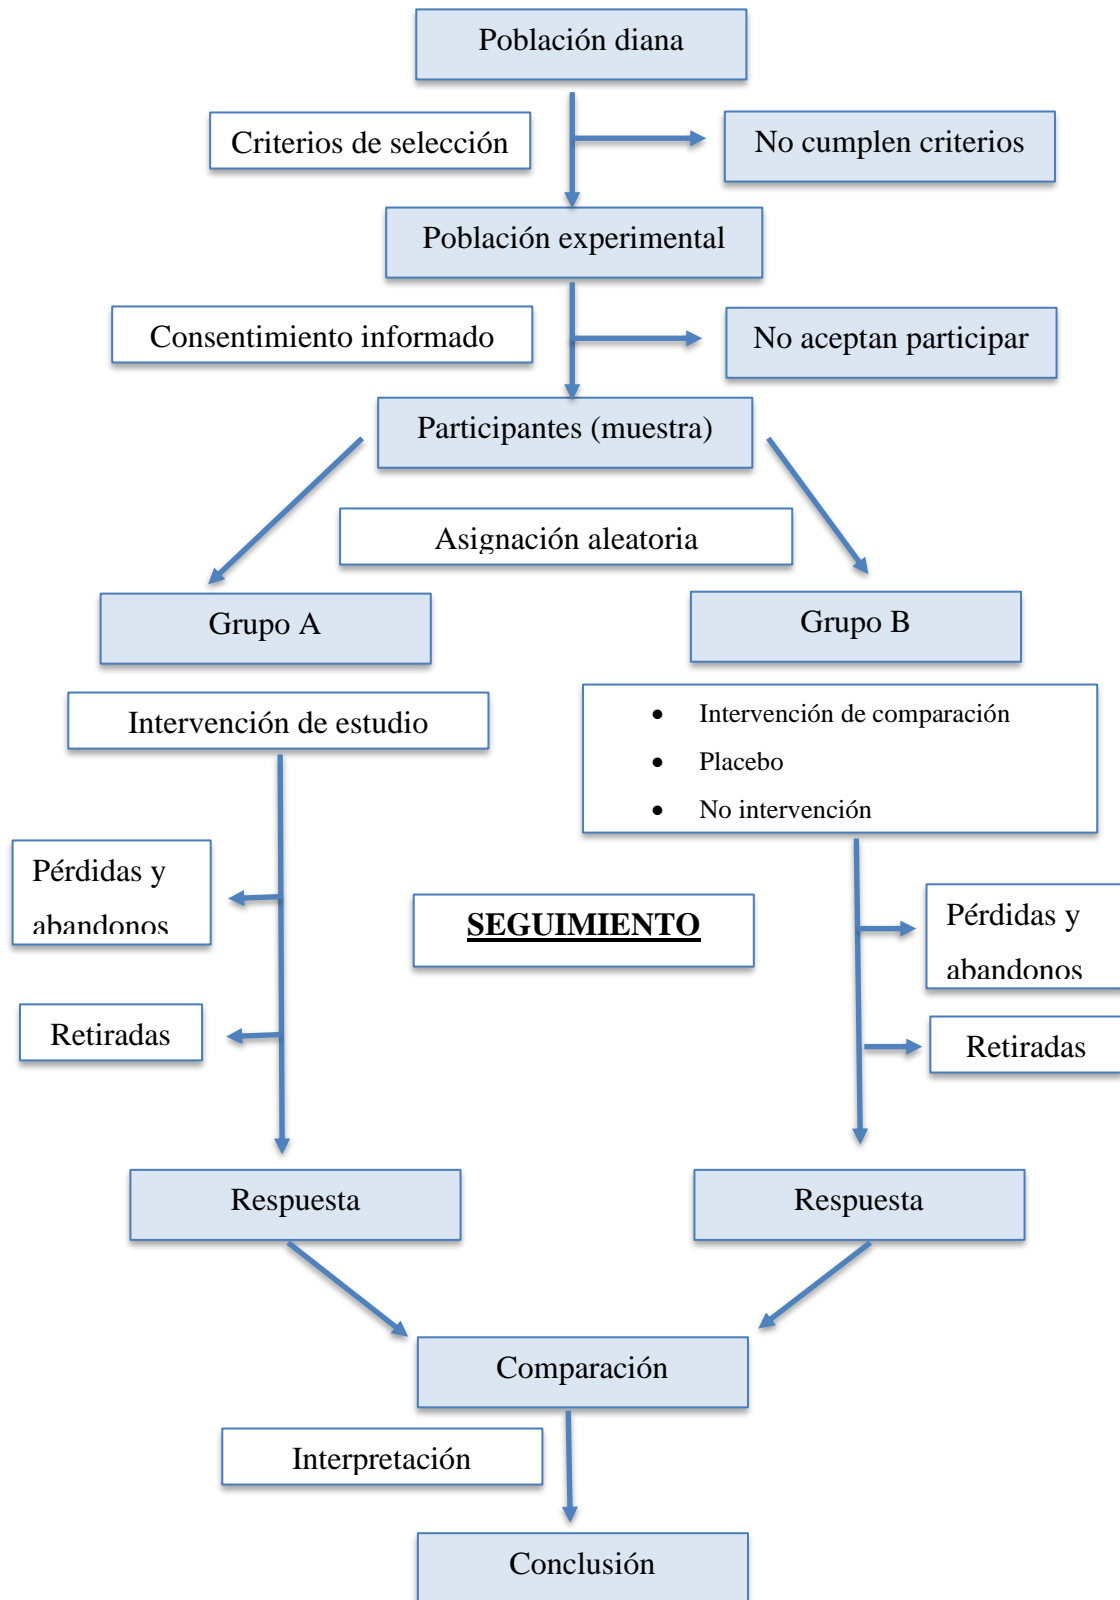 Población diana
Criterios de selección
No cumplen criterios
Población experimental
Consentimiento informado
No aceptan participar
Participantes (muestra)
Asignación aleatoria
Grupo A
Grupo B
Intervención de estudio
• Intervención de comparación
• Placebo
• No intervención
Pérdidas y
abandonos
SEGUIMIENTO
Pérdidas y
abandonos
Retiradas
Retiradas
Respuesta
Respuesta
Comparación
Interpretación
Conclusión